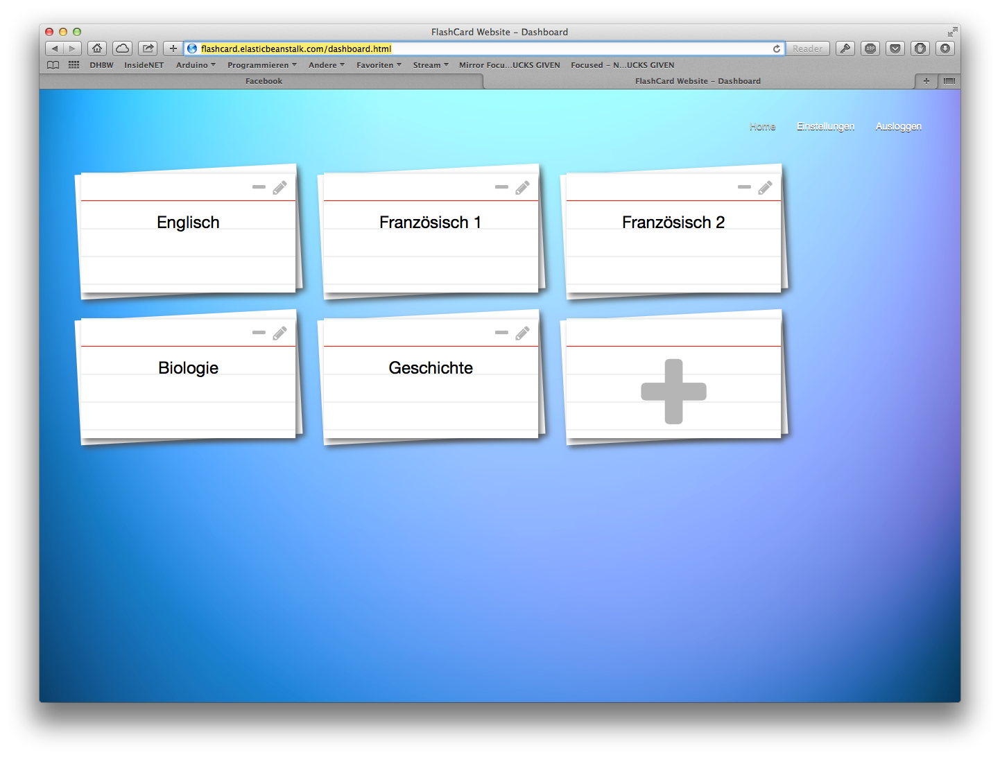 FlashCard Website – Dashboard
flashcard.elasticbeanstalk.com/dashboard.html
Reader
ABP
DHBW InsideNET Arduino Programmieren Andere Favoriten Stream Mirror Focu...UCKS GIVEN Focused – N...UCKS GIVEN
Facebook FlashCard Website – Dashboard
Home Einstellungen Ausloggen
Englisch Französisch 1 Französisch 2
Biologie Geschichte